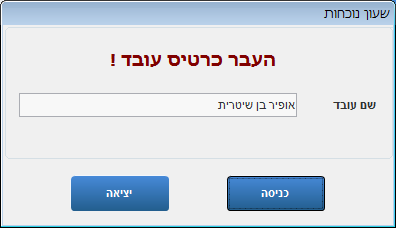 שעון נוכחות
העבר כרטיס עובד !
שם עובד
אופיר בן שיטרית
כניסה
יציאה